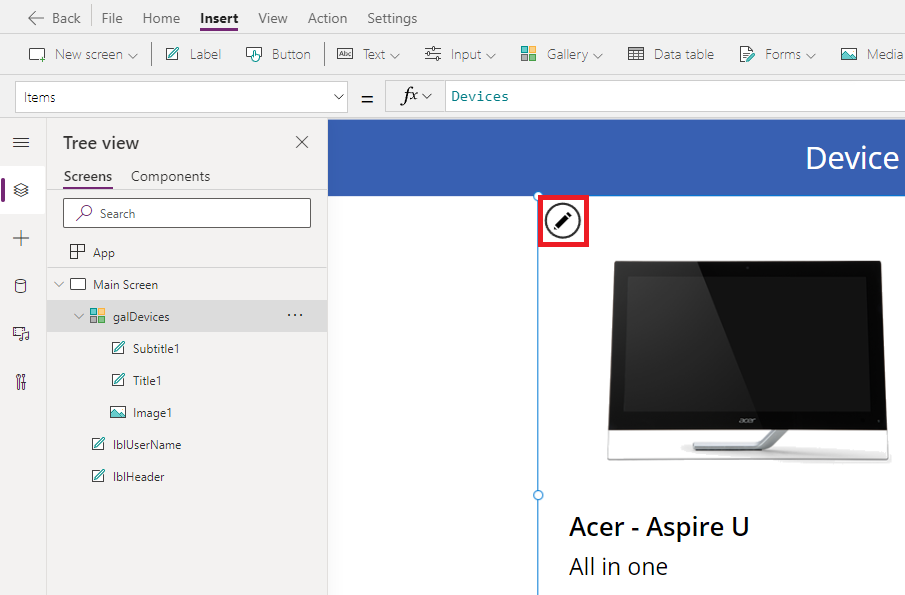 Back File Home Insert View Action Settings
New screen Label Button Abc Text Input Gallery Data table Forms Media
Items = fx Devices
Tree view
Screens Components
Search
App
Main Screen
galDevices ...
Subtitle1
Title1
Image1
lblUserName
lblHeader
Device
acer
Acer - Aspire U
All in one